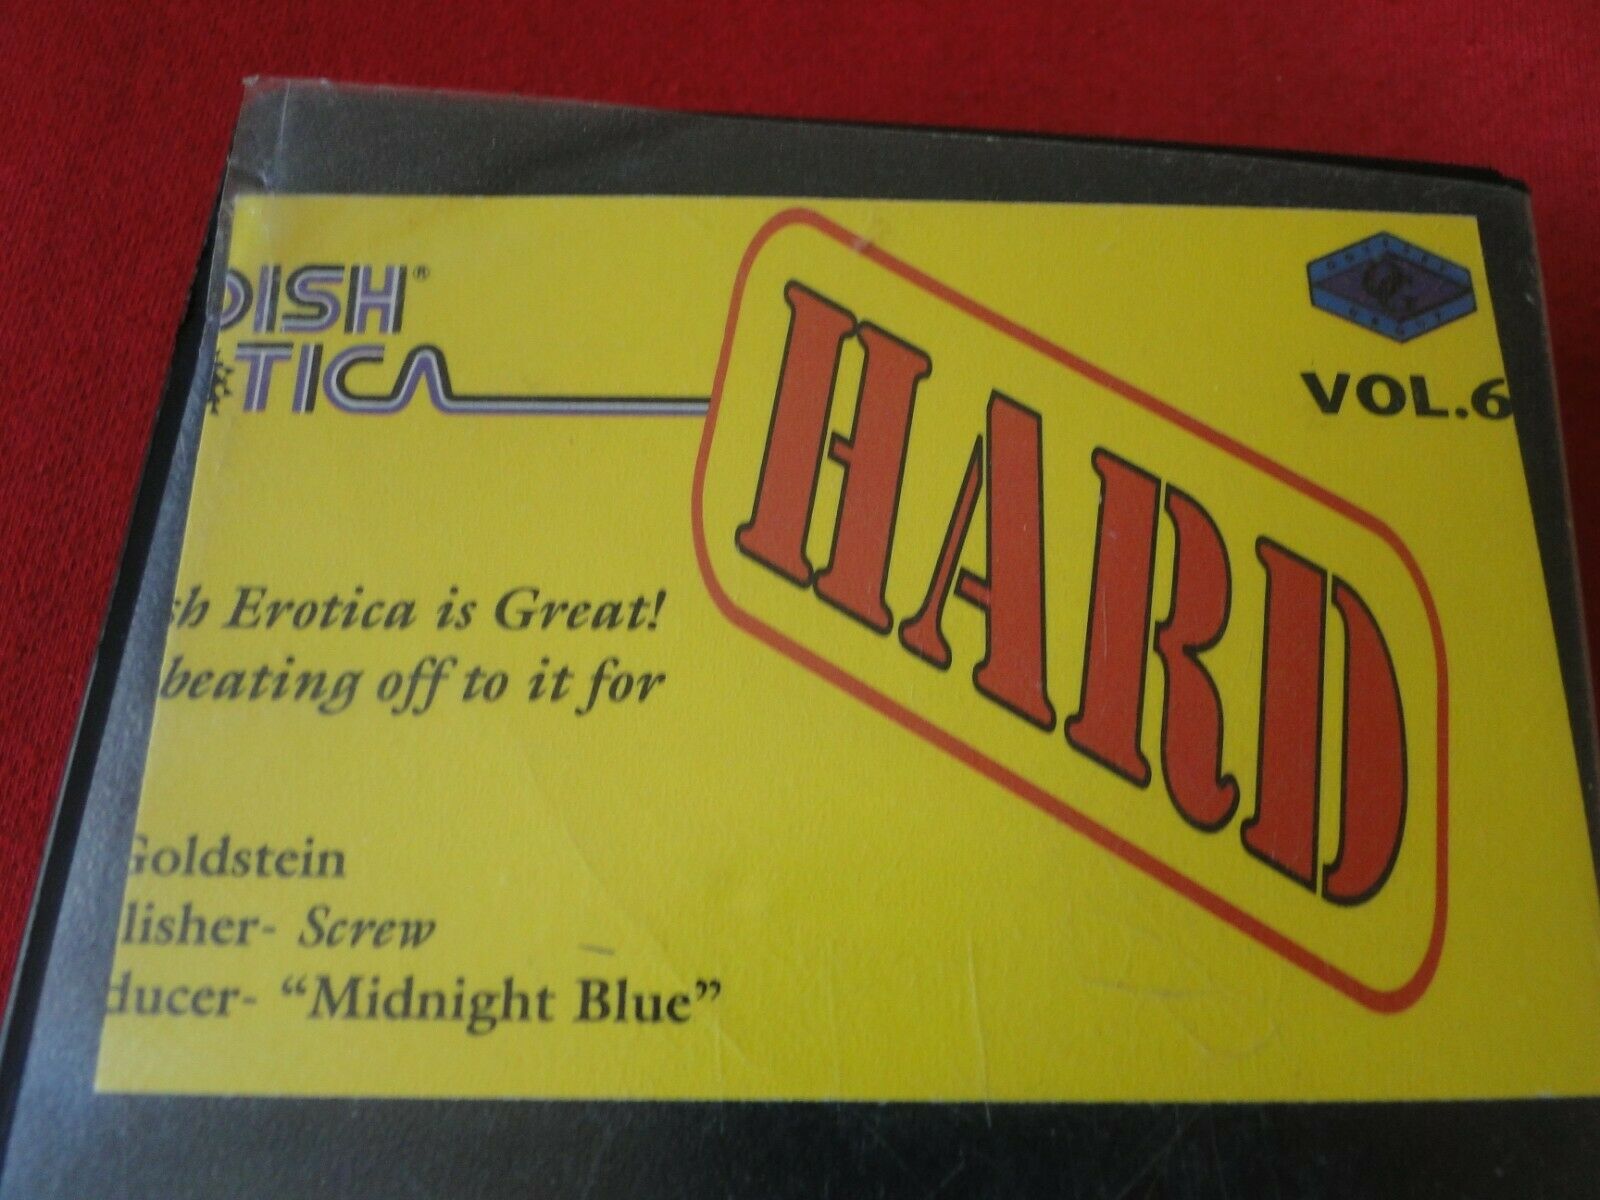 DISH®
TICA
HARD
VOL.6
sh Erotica is Great!
beating off to it for
Goldstein
lisher- Screw
ducer- “Midnight Blue”